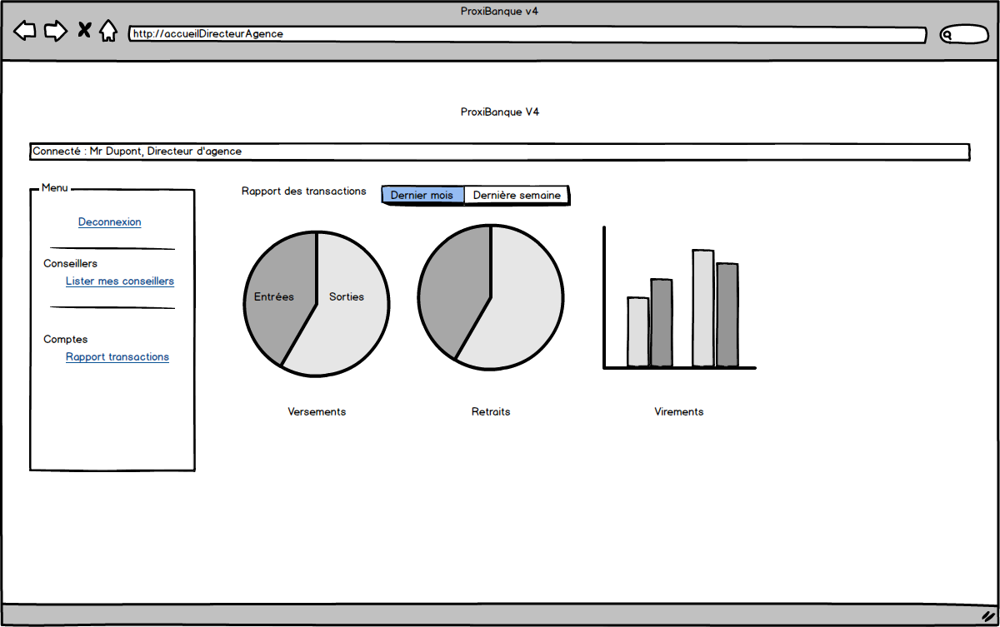 ProxiBanque v4
http://accueilDirecteurAgence
ProxiBanque V4
Connecté : Mr Dupont, Directeur d'agence
Menu
Deconnexion
Conseillers
Lister mes conseillers
Comptes
Rapport transactions
Rapport des transactions
Dernier mois
Dernière semaine
Entrées
Sorties
Versements
Retraits
Virements